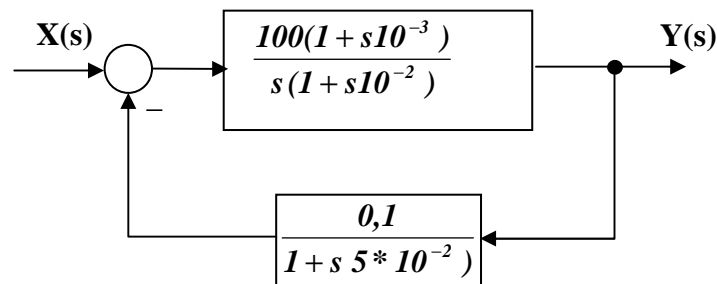 X(s)
100(1 + s10⁻³ )
s(1 + s10⁻² )
Y(s)
–
0,1
1 + s 5* 10⁻² )